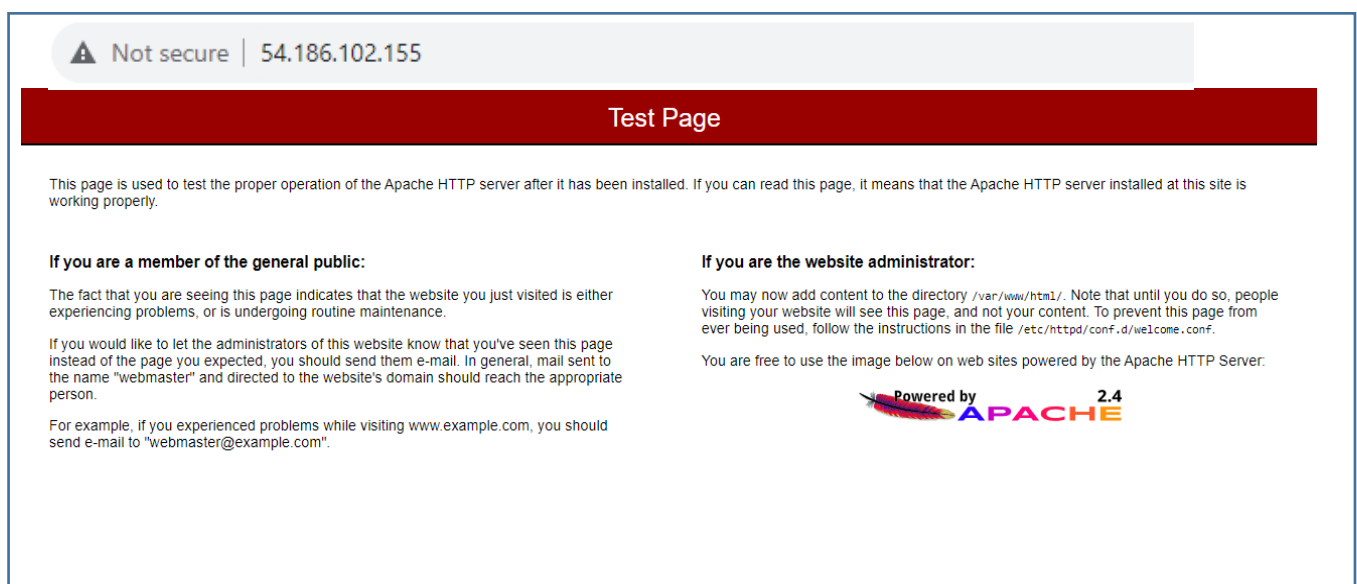 Not secure | 54.186.102.155
Test Page
This page is used to test the proper operation of the Apache HTTP server after it has been installed. If you can read this page, it means that the Apache HTTP server installed at this site is
working properly.
If you are a member of the general public:
The fact that you are seeing this page indicates that the website you just visited is either
experiencing problems, or is undergoing routine maintenance.
If you would like to let the administrators of this website know that you've seen this page
instead of the page you expected, you should send them e-mail. In general, mail sent to
the name "webmaster" and directed to the website's domain should reach the appropriate
person.
For example, if you experienced problems while visiting www.example.com, you should
send e-mail to "webmaster@example.com".
If you are the website administrator:
You may now add content to the directory /var/www/html/. Note that until you do so, people
visiting your website will see this page, and not your content. To prevent this page from
ever being used, follow the instructions in the file /etc/httpd/conf.d/welcome.conf.
You are free to use the image below on web sites powered by the Apache HTTP Server:
Powered by 2.4
APACHE